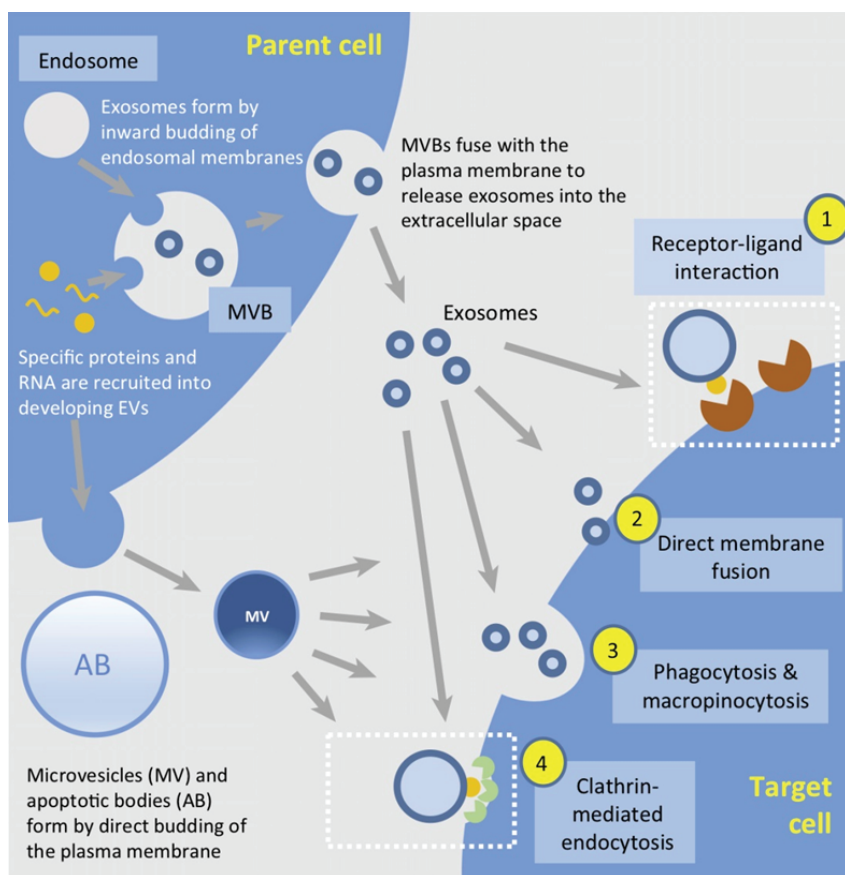 Parent cell
Endosome
Exosomes form by
inward budding of
endosomal membranes
MVBs fuse with the
plasma membrane to
release exosomes into the
extracellular space
1
Receptor-ligand
interaction
MVB
Exosomes
Specific proteins and
RNA are recruited into
developing EVs
2
Direct membrane
fusion
MV
AB
3
Phagocytosis &
macropinocytosis
4
Clathrin-
mediated
endocytosis
Microvesicles (MV) and
apoptotic bodies (AB)
form by direct budding of
the plasma membrane
Target
cell